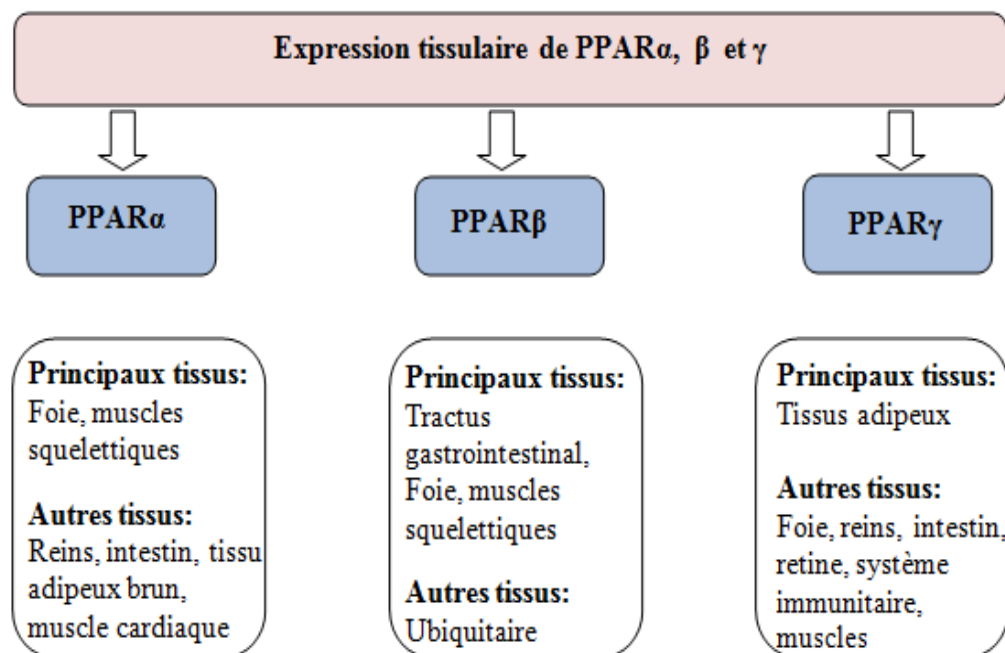 Expression tissulaire de PPARα, β et γ
PPARα
PPARβ
PPARγ
Principaux tissus:
Foie, muscles
squelettiques
Autres tissus:
Reins, intestin, tissu
adipeux brun,
muscle cardiaque
Principaux tissus:
Tractus
gastrointestinal,
Foie, muscles
squelettiques
Autres tissus:
Ubiquitaire
Principaux tissus:
Tissus adipeux
Autres tissus:
Foie, reins, intestin,
retine, système
immunitaire,
muscles